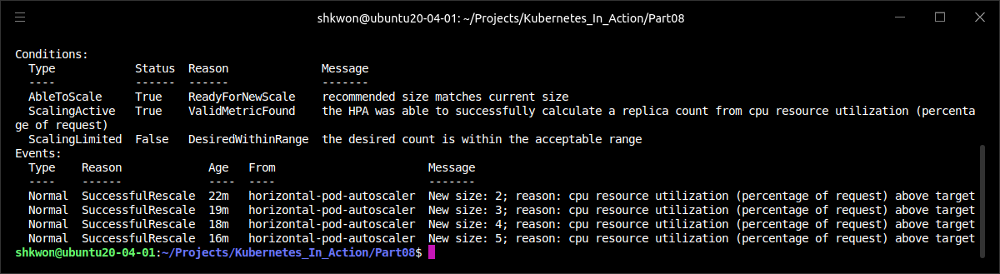 shkwon@ubuntu20-04-01: ~/Projects/Kubernetes_In_Action/Part08
Conditions:
  Type            Status  Reason              Message
  ----            ------  ------              -------
  AbleToScale     True    ReadyForNewScale    recommended size matches current size
  ScalingActive   True    ValidMetricFound    the HPA was able to successfully calculate a replica count from cpu resource utilization (percenta
ge of request)
  ScalingLimited  False   DesiredWithinRange  the desired count is within the acceptable range
Events:
  Type    Reason             Age   From                       Message
  ----    ------             ----  ----                       -------
  Normal  SuccessfulRescale  22m   horizontal-pod-autoscaler  New size: 2; reason: cpu resource utilization (percentage of request) above target
  Normal  SuccessfulRescale  19m   horizontal-pod-autoscaler  New size: 3; reason: cpu resource utilization (percentage of request) above target
  Normal  SuccessfulRescale  18m   horizontal-pod-autoscaler  New size: 4; reason: cpu resource utilization (percentage of request) above target
  Normal  SuccessfulRescale  16m   horizontal-pod-autoscaler  New size: 5; reason: cpu resource utilization (percentage of request) above target
shkwon@ubuntu20-04-01:~/Projects/Kubernetes_In_Action/Part08$